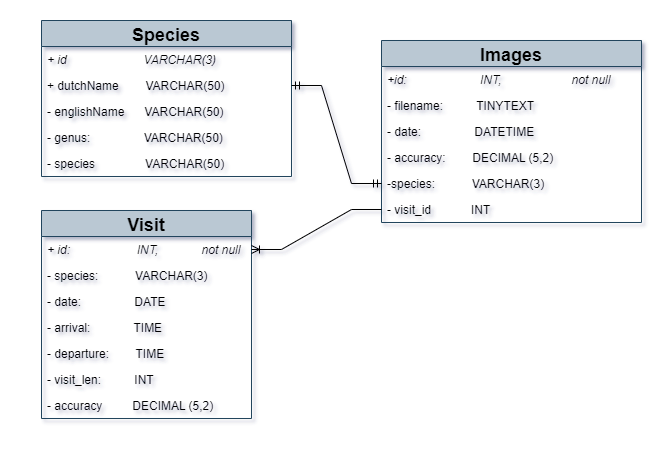 Species
+ id VARCHAR(3)
+ dutchName VARCHAR(50)
- englishName VARCHAR(50)
- genus: VARCHAR(50)
- species VARCHAR(50)
Images
+id: INT, not null
- filename: TINYTEXT
- date: DATETIME
- accuracy: DECIMAL (5,2)
-species: VARCHAR(3)
- visit_id INT
Visit
+ id: INT, not null
- species: VARCHAR(3)
- date: DATE
- arrival: TIME
- departure: TIME
- visit_len: INT
- accuracy DECIMAL (5,2)